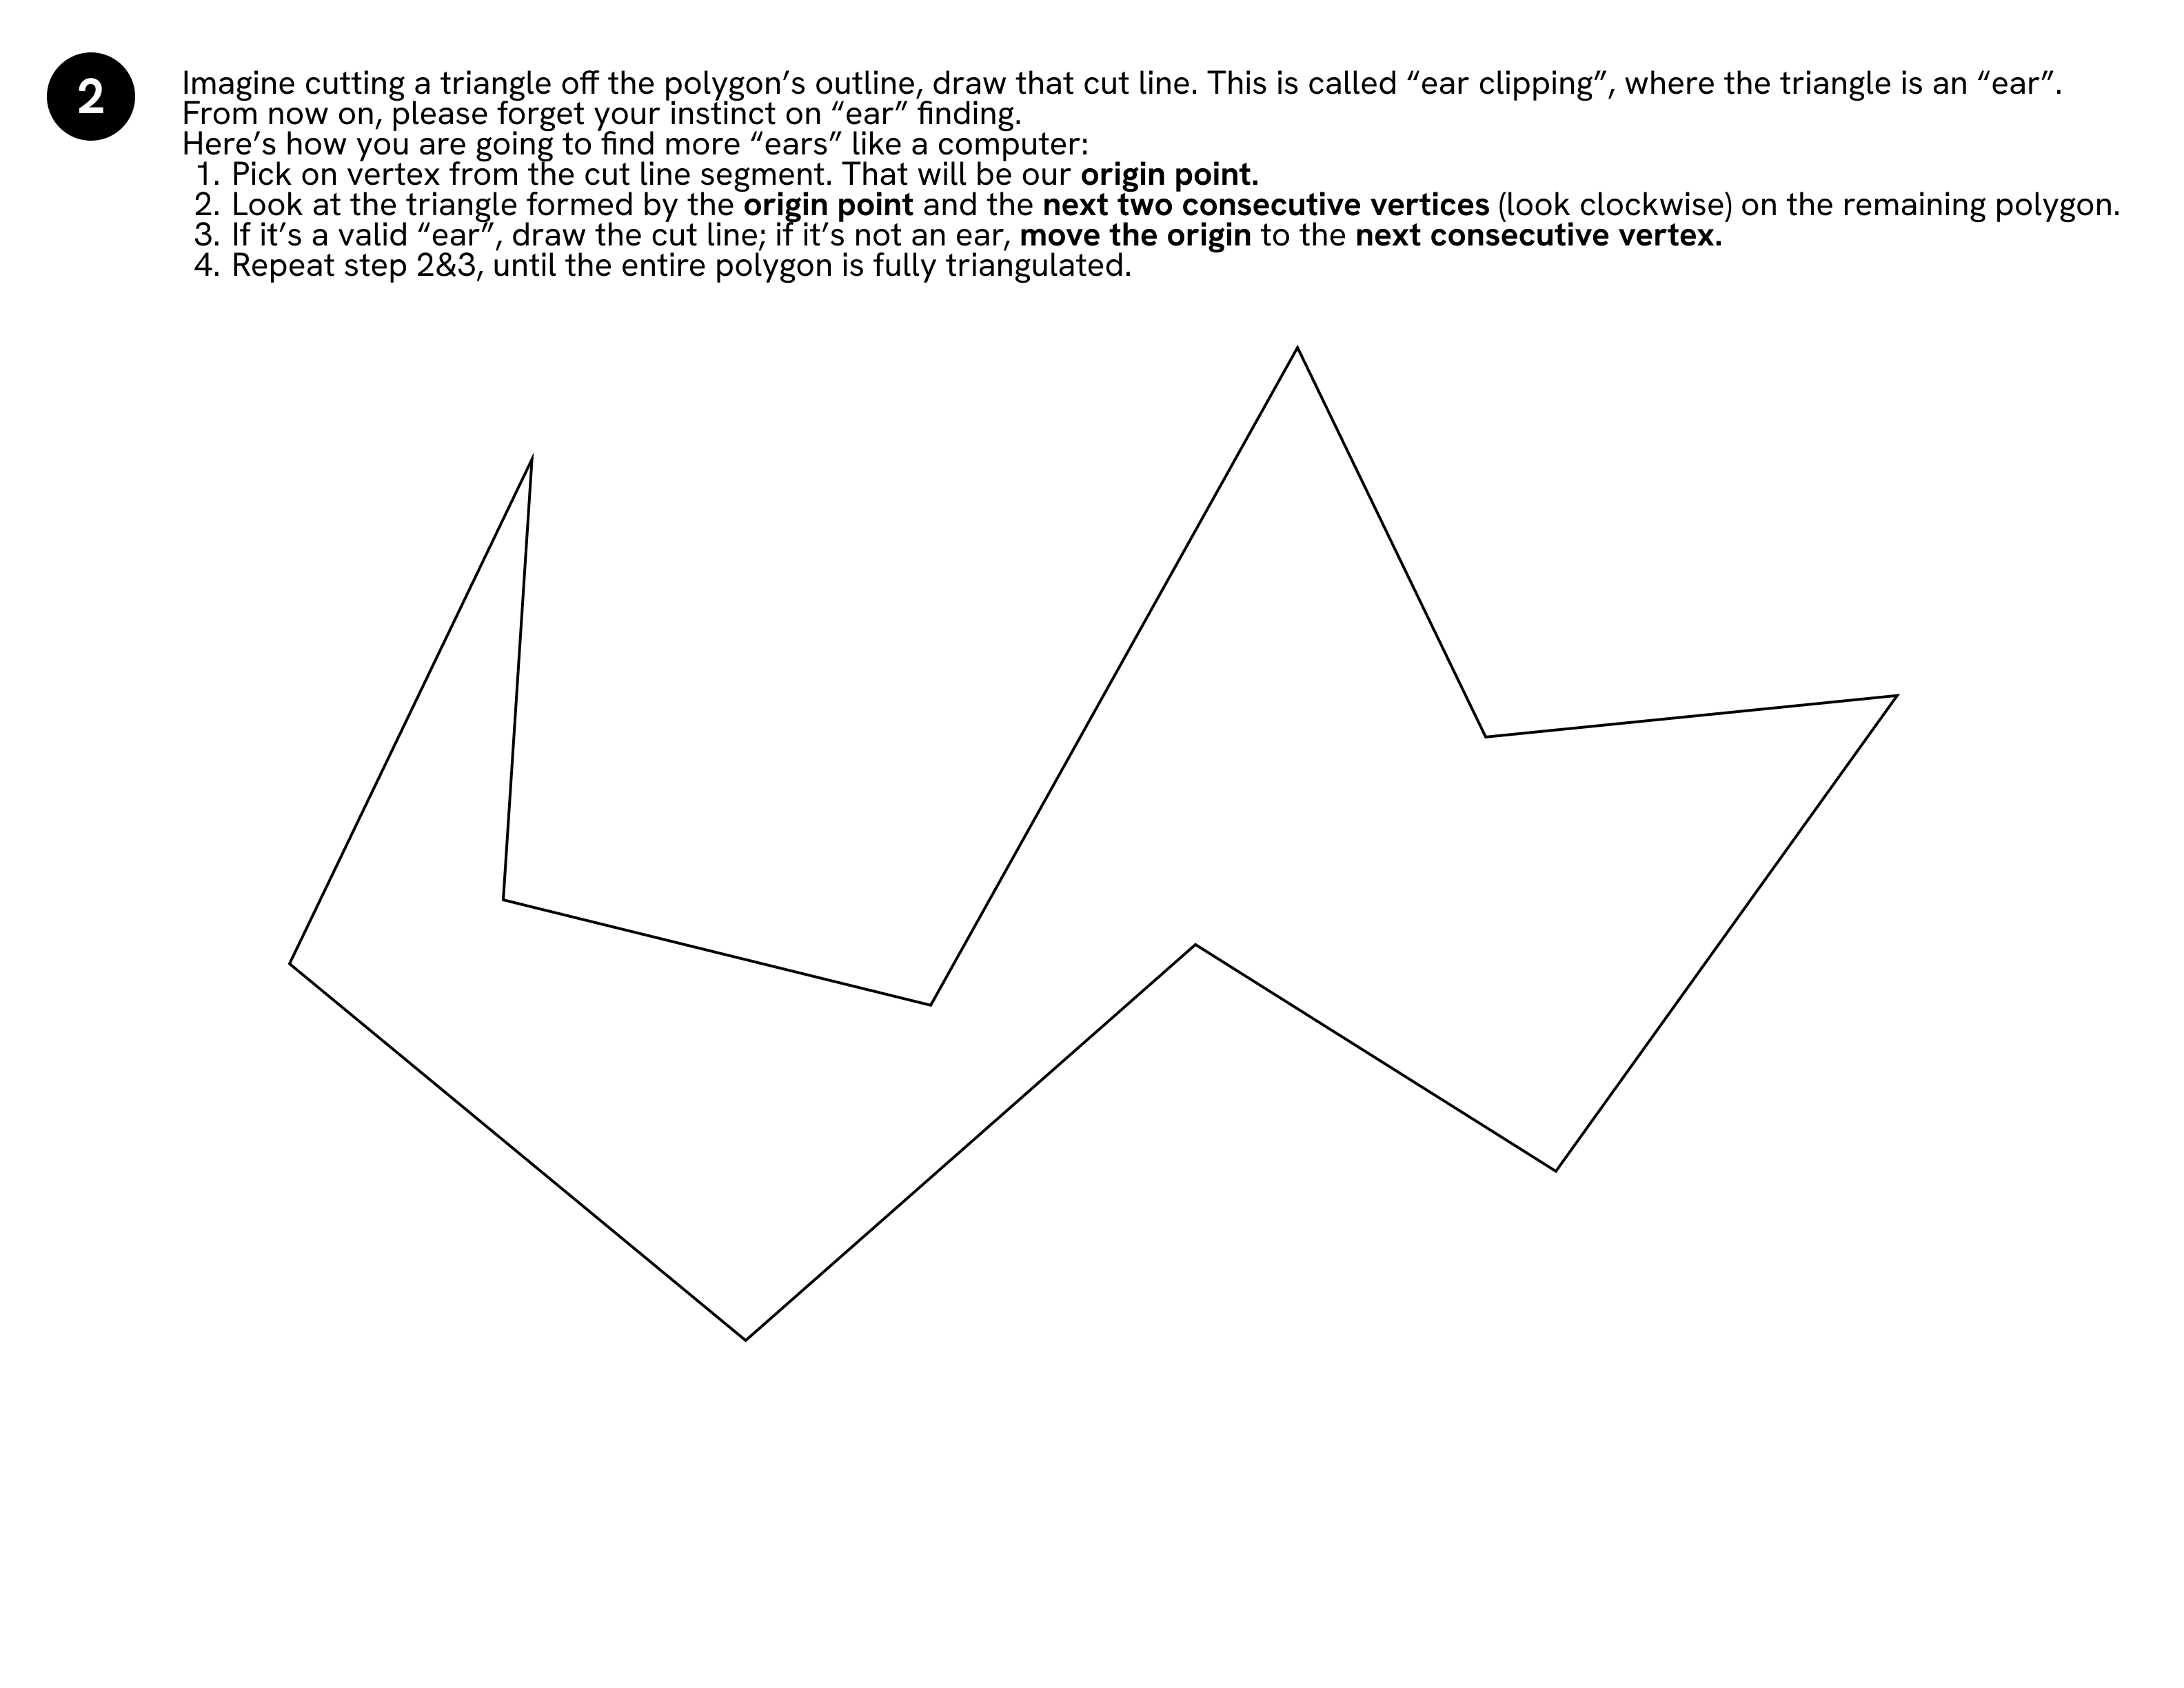 2
Imagine cutting a triangle off the polygon’s outline, draw that cut line. This is called “ear clipping”, where the triangle is an “ear”.
From now on, please forget your instinct on “ear” finding.
Here’s how you are going to find more “ears” like a computer:
1. Pick on vertex from the cut line segment. That will be our origin point.
2. Look at the triangle formed by the origin point and the next two consecutive vertices (look clockwise) on the remaining polygon.
3. If it’s a valid “ear”, draw the cut line; if it’s not an ear, move the origin to the next consecutive vertex.
4. Repeat step 2&3, until the entire polygon is fully triangulated.